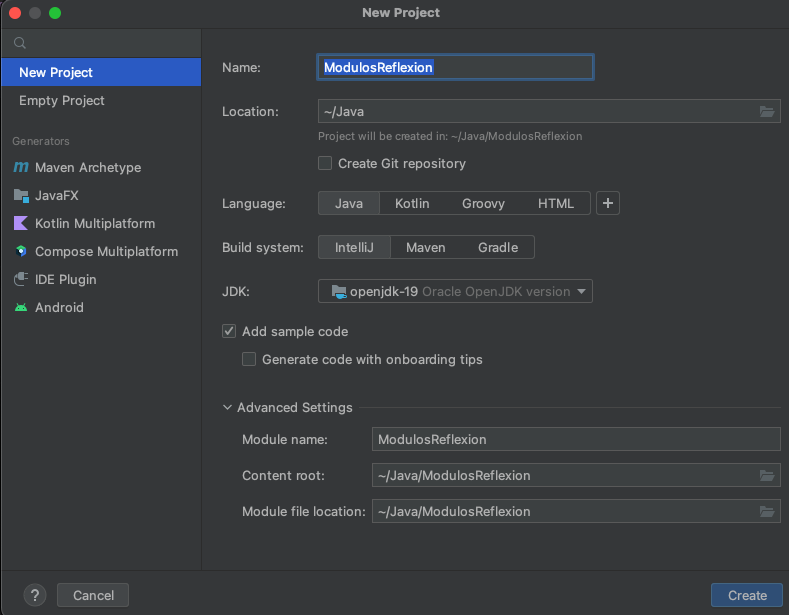 New Project
New Project
Empty Project
Generators
Maven Archetype
JavaFX
Kotlin Multiplatform
Compose Multiplatform
IDE Plugin
Android
Name: ModulosReflexion
Location: ~/Java
Project will be created in: ~/Java/ModulosReflexion
Create Git repository
Language: Java Kotlin Groovy HTML +
Build system: IntelliJ Maven Gradle
JDK: openjdk-19 Oracle OpenJDK version
Add sample code
Generate code with onboarding tips
Advanced Settings
Module name: ModulosReflexion
Content root: ~/Java/ModulosReflexion
Module file location: ~/Java/ModulosReflexion
? Cancel Create